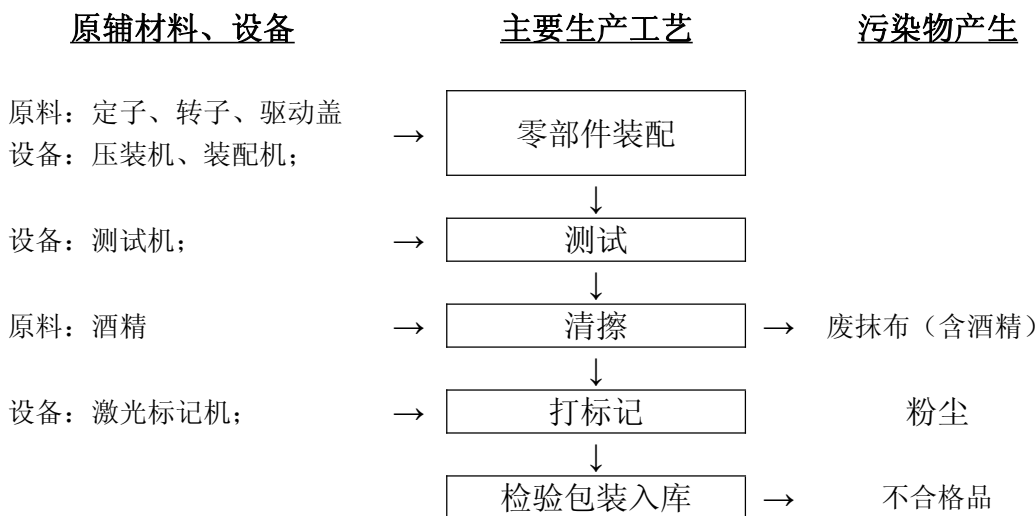 原辅材料、设备 主要生产工艺 污染物产生
原料：定子、转子、驱动盖
设备：压装机、装配机；
→ 零部件装配
↓
设备：测试机； → 测试
↓
原料：酒精 → 清擦 → 废抹布（含酒精）
↓
设备：激光标记机； → 打标记 粉尘
↓
检验包装入库 → 不合格品